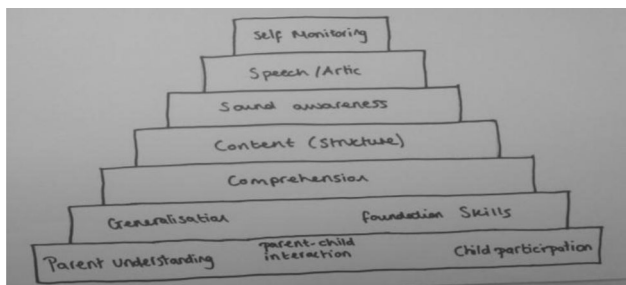 Self Monitoring
Speech / Artic
Sound awareness
Content (Structure)
Comprehension
Generalisation foundation Skills
Parent Understanding parent-child interaction Child participation